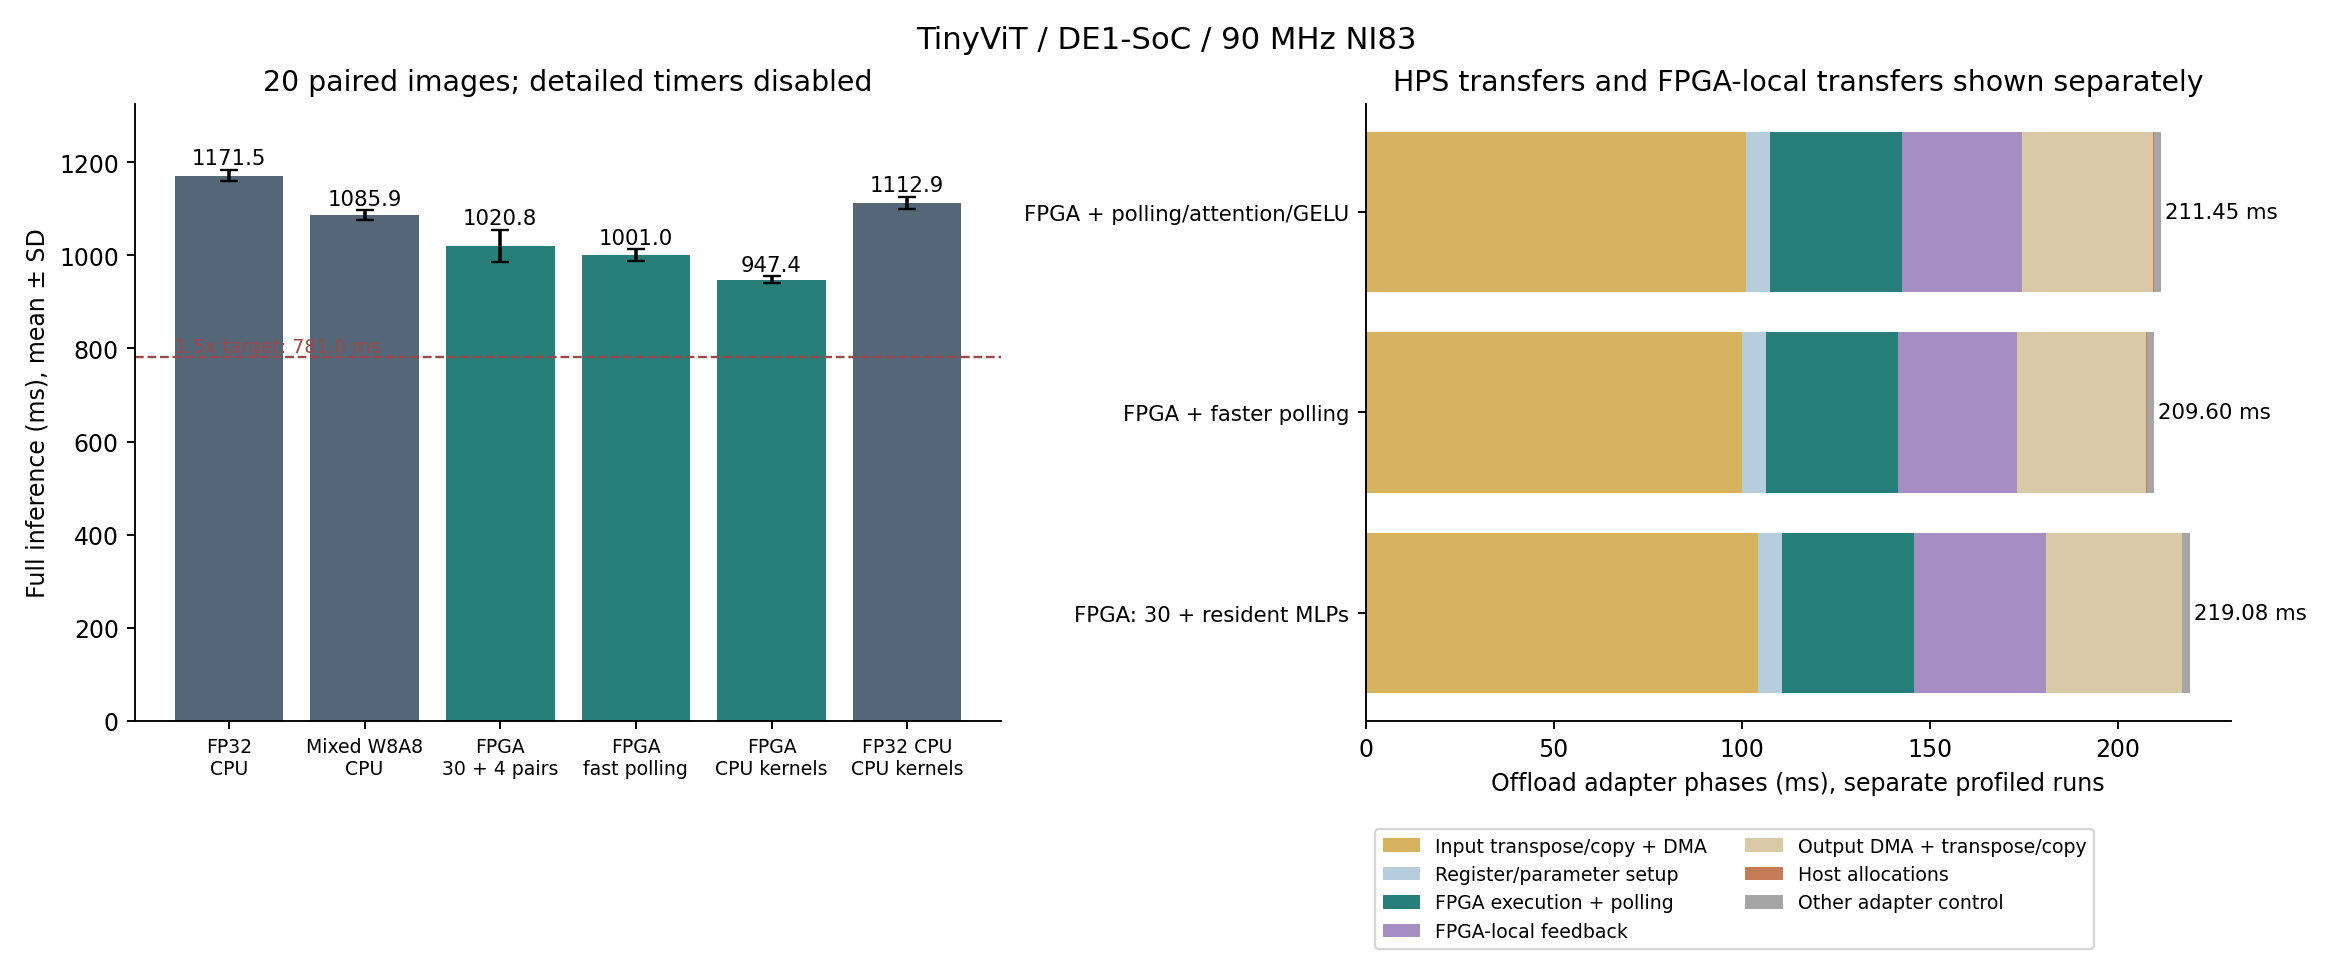 TinyViT / DE1-SoC / 90 MHz NI83
20 paired images; detailed timers disabled
Full inference (ms), mean ± SD
1200
1000
800
600
400
200
0
1171.5
1085.9
1020.8
1001.0
947.4
1112.9
1.5x target: 781.0 ms
FP32
CPU
Mixed W8A8
CPU
FPGA
30 + 4 pairs
FPGA
fast polling
FPGA
CPU kernels
FP32 CPU
CPU kernels
HPS transfers and FPGA-local transfers shown separately
FPGA + polling/attention/GELU
211.45 ms
FPGA + faster polling
209.60 ms
FPGA: 30 + resident MLPs
219.08 ms
0
50
100
150
200
Offload adapter phases (ms), separate profiled runs
Input transpose/copy + DMA
Register/parameter setup
FPGA execution + polling
FPGA-local feedback
Output DMA + transpose/copy
Host allocations
Other adapter control